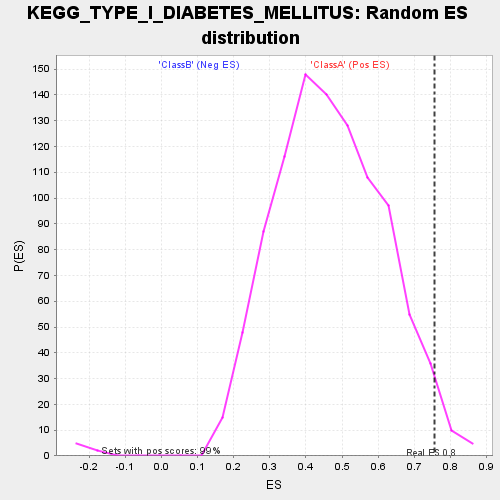 KEGG_TYPE_I_DIABETES_MELLITUS: Random ES
distribution
'ClassB' (Neg ES)
'ClassA' (Pos ES)
P(ES)
150
140
130
120
110
100
90
80
70
60
50
40
30
20
10
0
Sets with pos scores: 99%
Real ES 0.8
-0.2 -0.1 0.0 0.1 0.2 0.3 0.4 0.5 0.6 0.7 0.8 0.9
ES